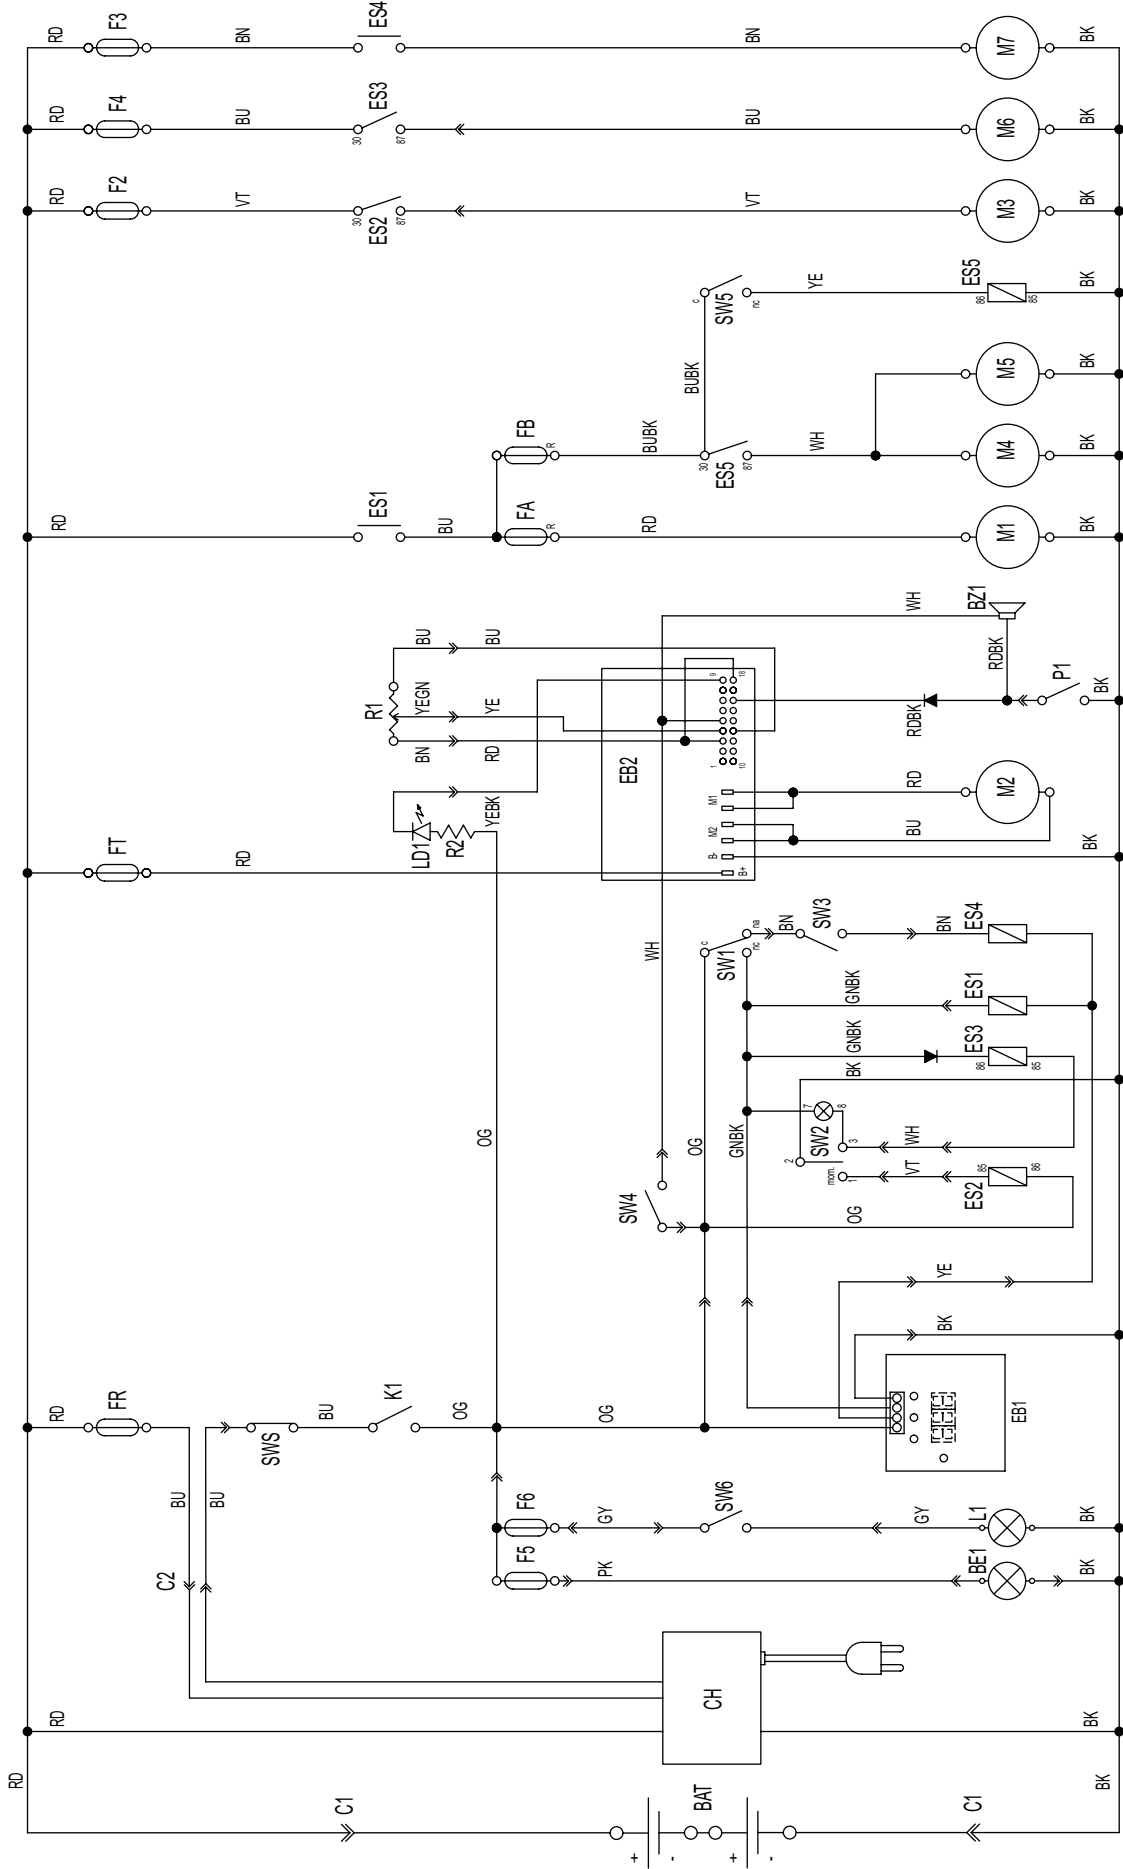 RD
F3
BN
ES4
BN
M7
BK
RD
F4
BU
30
ES3
87
BU
M6
BK
RD
F2
VT
30
ES2
87
VT
M3
BK
c
SW5
nc
YE
86
ES5
85
BK
BUBK
M5
BK
FB
R
BUBK
30
ES5
87
WH
M4
BK
RD
ES1
BU
FA
R
RD
M1
BK
WH
BZ1
RDBK
BU
BU
R1
YEGN
YE
BN
RD
9
18
1
10
EB2
RDBK
P1
BK
LD1
R2
YEBK
M1
M2
B-
B+
RD
M2
BU
BK
FT
RD
WH
c
SW1
na
nc
BN
SW3
BN
ES4
GNBK
ES1
GNBK
86
ES3
85
BK
OG
OG
GNBK
7
8
SW2
2
3
WH
mom.
1
VT
85
ES2
86
SW4
OG
YE
BK
RD
FR
SWS
BU
K1
OG
OG
EB1
BU
BU
C2
F6
GY
SW6
GY
L1
BK
F5
PK
BE1
BK
RD
CH
BK
RD
C1
+
-
BAT
+
-
C1
BK